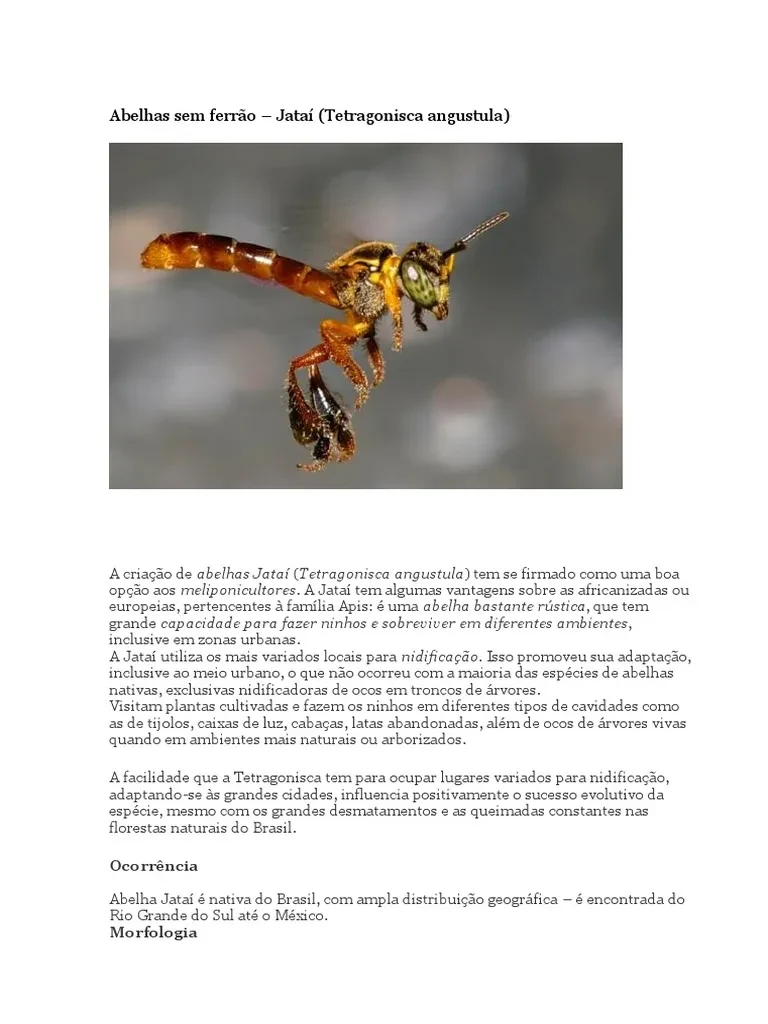 Abelhas sem ferrão – Jataí (Tetragonisca angustula)
A criação de abelhas Jataí (Tetragonisca angustula) tem se firmado como uma boa
opção aos meliponicultores. A Jataí tem algumas vantagens sobre as africanizadas ou
europeias, pertencentes à família Apis: é uma abelha bastante rústica, que tem
grande capacidade para fazer ninhos e sobreviver em diferentes ambientes,
inclusive em zonas urbanas.
A Jataí utiliza os mais variados locais para nidificação. Isso promoveu sua adaptação,
inclusive ao meio urbano, o que não ocorreu com a maioria das espécies de abelhas
nativas, exclusivas nidificadoras de ocos em troncos de árvores.
Visitam plantas cultivadas e fazem os ninhos em diferentes tipos de cavidades como
as de tijolos, caixas de luz, cabaças, latas abandonadas, além de ocos de árvores vivas
quando em ambientes mais naturais ou arborizados.
A facilidade que a Tetragonisca tem para ocupar lugares variados para nidificação,
adaptando-se às grandes cidades, influencia positivamente o sucesso evolutivo da
espécie, mesmo com os grandes desmatamentos e as queimadas constantes nas
florestas naturais do Brasil.
Ocorrência
Abelha Jataí é nativa do Brasil, com ampla distribuição geográfica – é encontrada do
Rio Grande do Sul até o México.
Morfologia